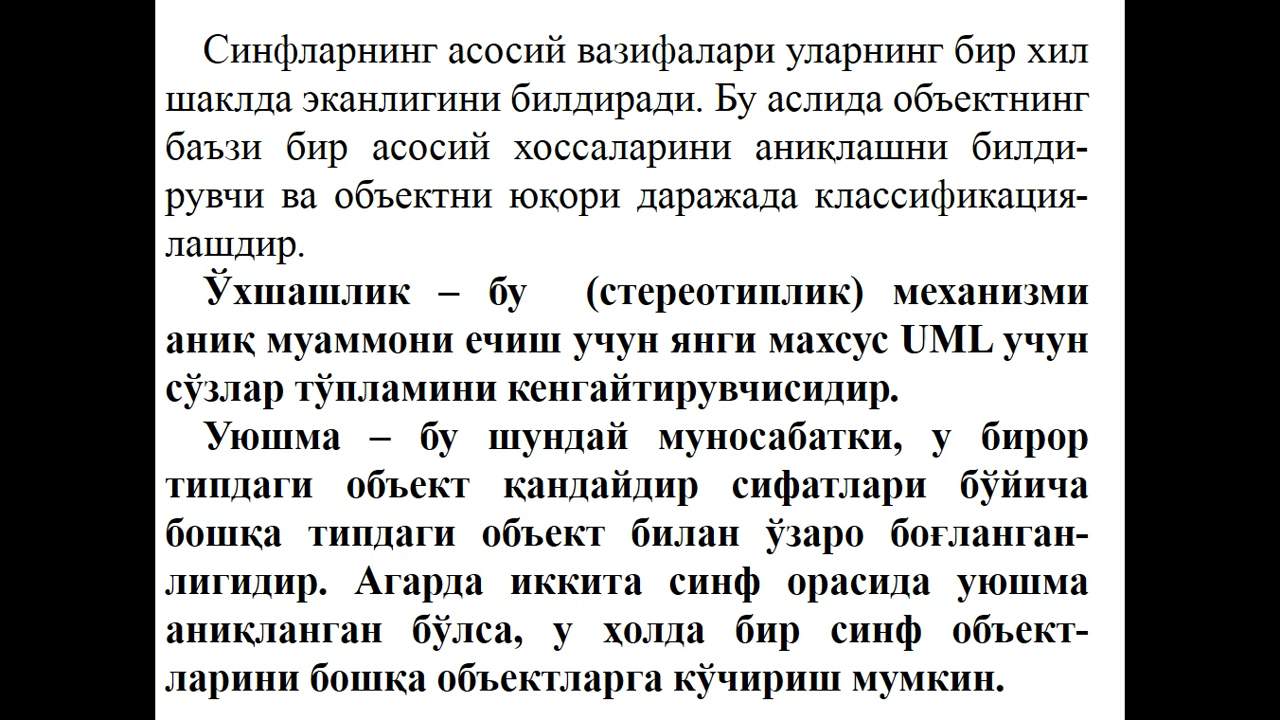 Синфларнинг асосий вазифалари уларнинг бир хил
шаклда эканлигини билдиради. Бу аслида объектнинг
баъзи бир асосий хоссаларини аниқлашни билди-
рувчи ва объектни юқори даражада классификация-
лашдир.
Ўхшашлик – бу (стереотиплик) механизми
аниқ муаммони ечиш учун янги махсус UML учун
сўзлар тўпламини кенгайтирувчисидир.
Уюшма – бу шундай муносабатки, у бирор
типдаги объект қандайдир сифатлари бўйича
бошқа типдаги объект билан ўзаро боғланган-
лигидир. Агарда иккита синф орасида уюшма
аниқланган бўлса, у ҳолда бир синф объект-
ларини бошқа объектларга кўчириш мумкин.